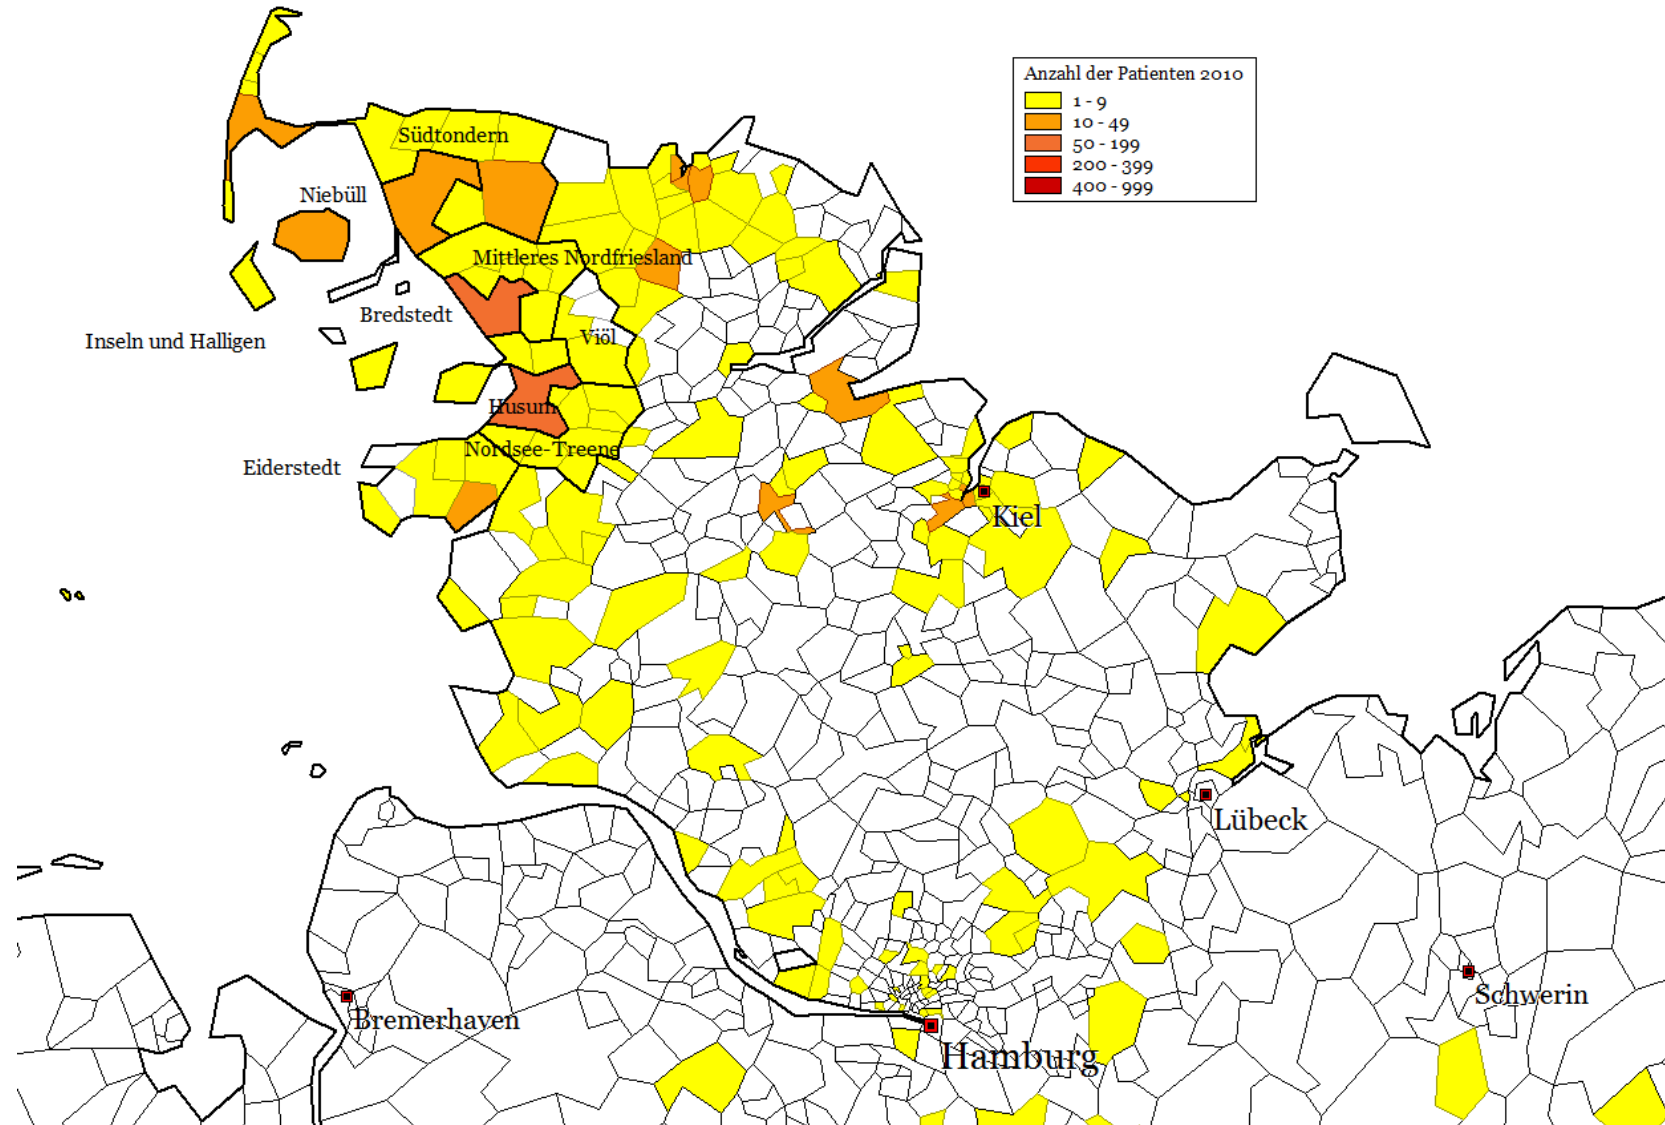 Anzahl der Patienten 2010
1 - 9
10 - 49
50 - 199
200 - 399
400 - 999
Südtondern
Niebüll
Mittleres Nordfriesland
Bredstedt
Viöl
Inseln und Halligen
Husum
Nordsee-Treene
Eiderstedt
Kiel
Lübeck
Schwerin
Bremerhaven
Hamburg